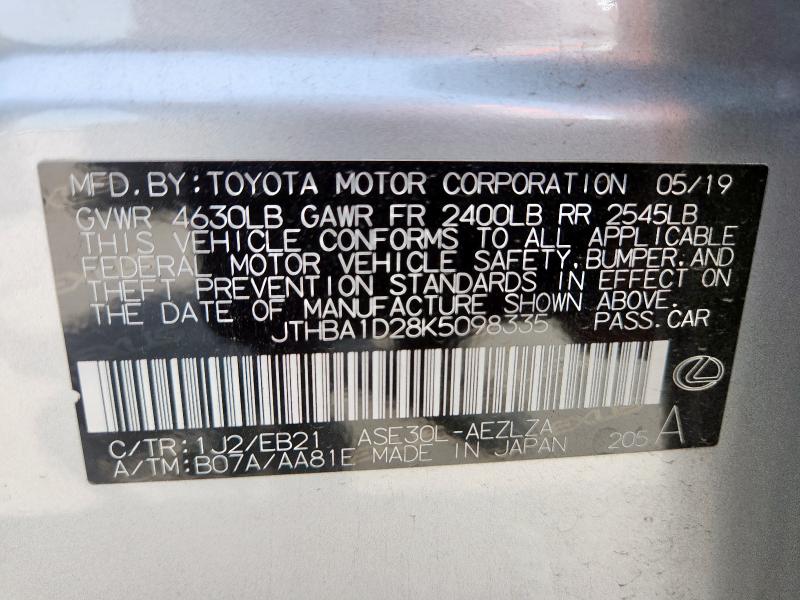 MFD. BY: TOYOTA MOTOR CORPORATION 05/19
GVWR 4630LB GAWR FR 2400LB RR 2545LB
THIS VEHICLE CONFORMS TO ALL APPLICABLE
FEDERAL MOTOR VEHICLE SAFETY, BUMPER, AND
THEFT PREVENTION STANDARDS IN EFFECT ON
THE DATE OF MANUFACTURE SHOWN ABOVE.
JTHBA1D28K5098335 PASS. CAR
C/TR: 1J2/EB21 ASE30L-AEZLZA 205 A
A/TM: B07A/AA81E MADE IN JAPAN